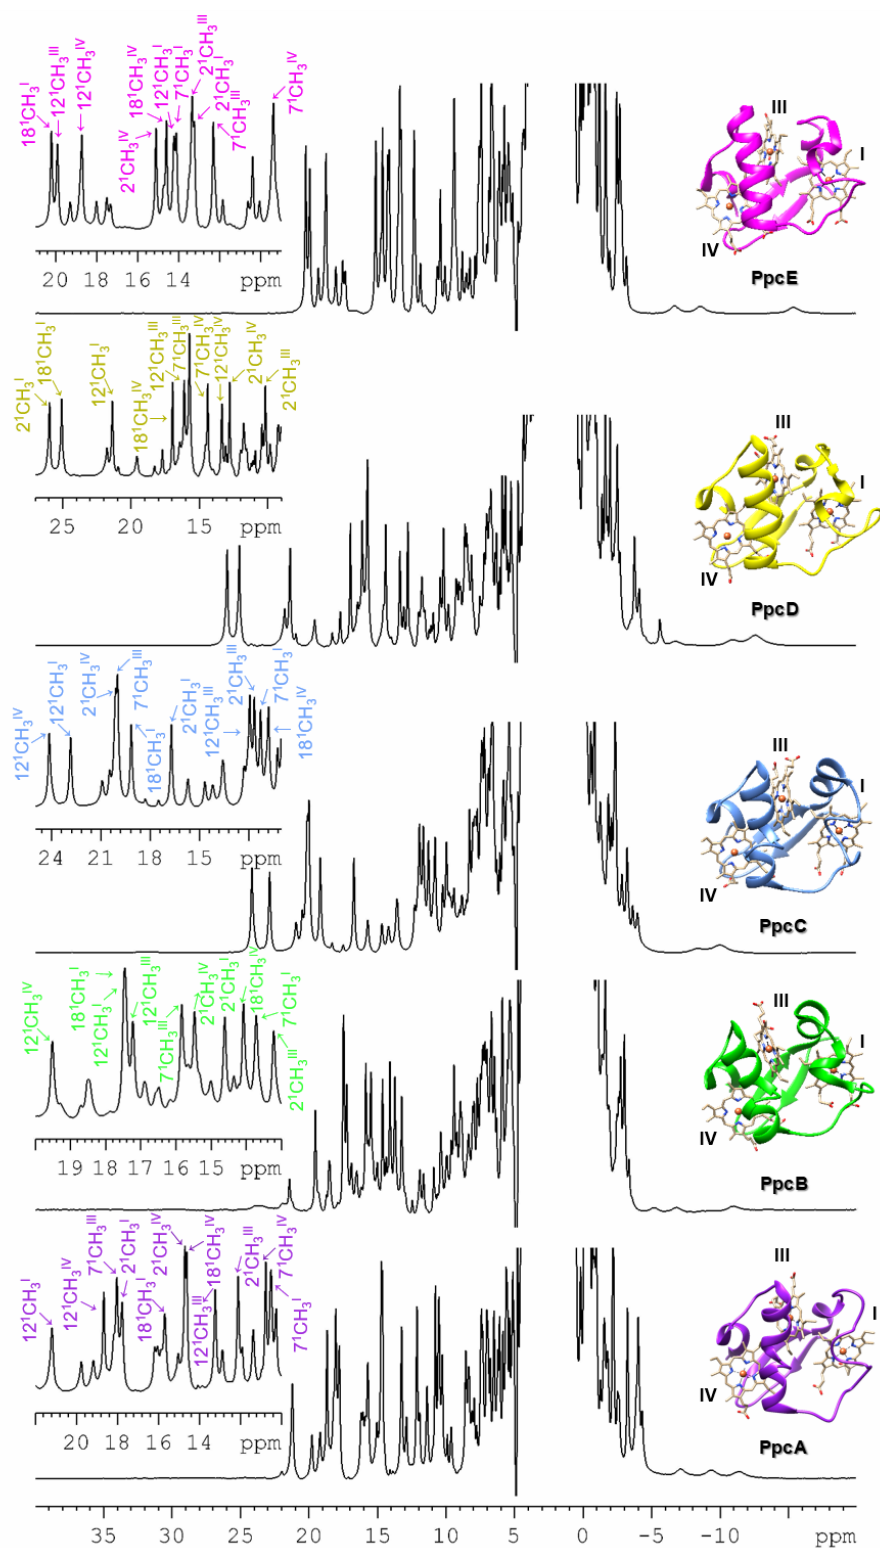 18¹CH₃ᴵ 12¹CH₃ᴵᴵᴵ 12¹CH₃ᴵⱽ 2¹CH₃ᴵⱽ 18¹CH₃ᴵⱽ 12¹CH₃ᴵ 7¹CH₃ᴵ 2¹CH₃ᴵᴵᴵ 2¹CH₃ᴵ 7¹CH₃ᴵᴵᴵ 7¹CH₃ᴵⱽ
20 18 16 14 ppm
III
I
IV
PpcE
2¹CH₃ᴵ 18¹CH₃ᴵ 12¹CH₃ᴵ 18¹CH₃ᴵⱽ 12¹CH₃ᴵᴵᴵ 7¹CH₃ᴵᴵᴵ 7¹CH₃ᴵⱽ 12¹CH₃ᴵⱽ 2¹CH₃ᴵⱽ 2¹CH₃ᴵᴵᴵ
25 20 15 ppm
III
I
IV
PpcD
12¹CH₃ᴵⱽ 12¹CH₃ᴵ 2¹CH₃ᴵⱽ 7¹CH₃ᴵᴵᴵ 18¹CH₃ᴵ 2¹CH₃ᴵ 12¹CH₃ᴵᴵᴵ 2¹CH₃ᴵᴵᴵ 7¹CH₃ᴵ 18¹CH₃ᴵⱽ
24 21 18 15 ppm
III
I
IV
PpcC
12¹CH₃ᴵⱽ 18¹CH₃ᴵ 12¹CH₃ᴵ 12¹CH₃ᴵᴵᴵ 7¹CH₃ᴵᴵᴵ 2¹CH₃ᴵⱽ 2¹CH₃ᴵ 18¹CH₃ᴵⱽ 7¹CH₃ᴵ 2¹CH₃ᴵᴵᴵ
19 18 17 16 15 ppm
III
I
IV
PpcB
12¹CH₃ᴵ 12¹CH₃ᴵⱽ 7¹CH₃ᴵᴵᴵ 2¹CH₃ᴵ 18¹CH₃ᴵ 2¹CH₃ᴵⱽ 12¹CH₃ᴵᴵᴵ 18¹CH₃ᴵⱽ 2¹CH₃ᴵᴵᴵ 7¹CH₃ᴵⱽ 7¹CH₃ᴵ
20 18 16 14 ppm
III
I
IV
PpcA
35 30 25 20 15 10 5 0 -5 -10 ppm